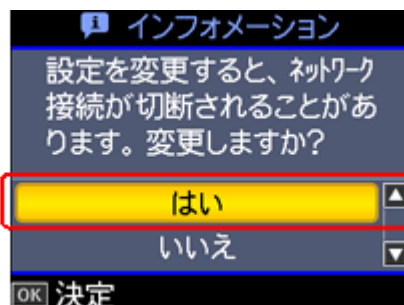 インフォメーション
設定を変更すると、ﾈｯﾄﾜｰｸ
接続が切断されることがあ
ります。変更しますか?
はい
いいえ
OK 決定